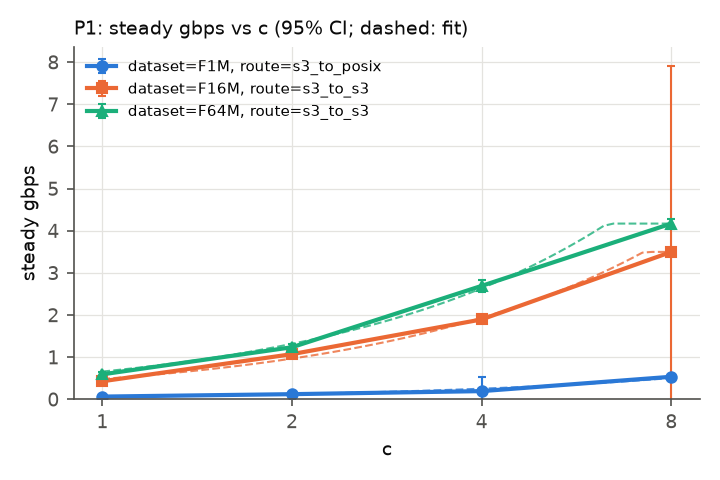 P1: steady gbps vs c (95% CI; dashed: fit)
dataset=F1M, route=s3_to_posix
dataset=F16M, route=s3_to_s3
dataset=F64M, route=s3_to_s3
8
7
6
5
4
3
2
1
0
steady gbps
1 2 4 8
c